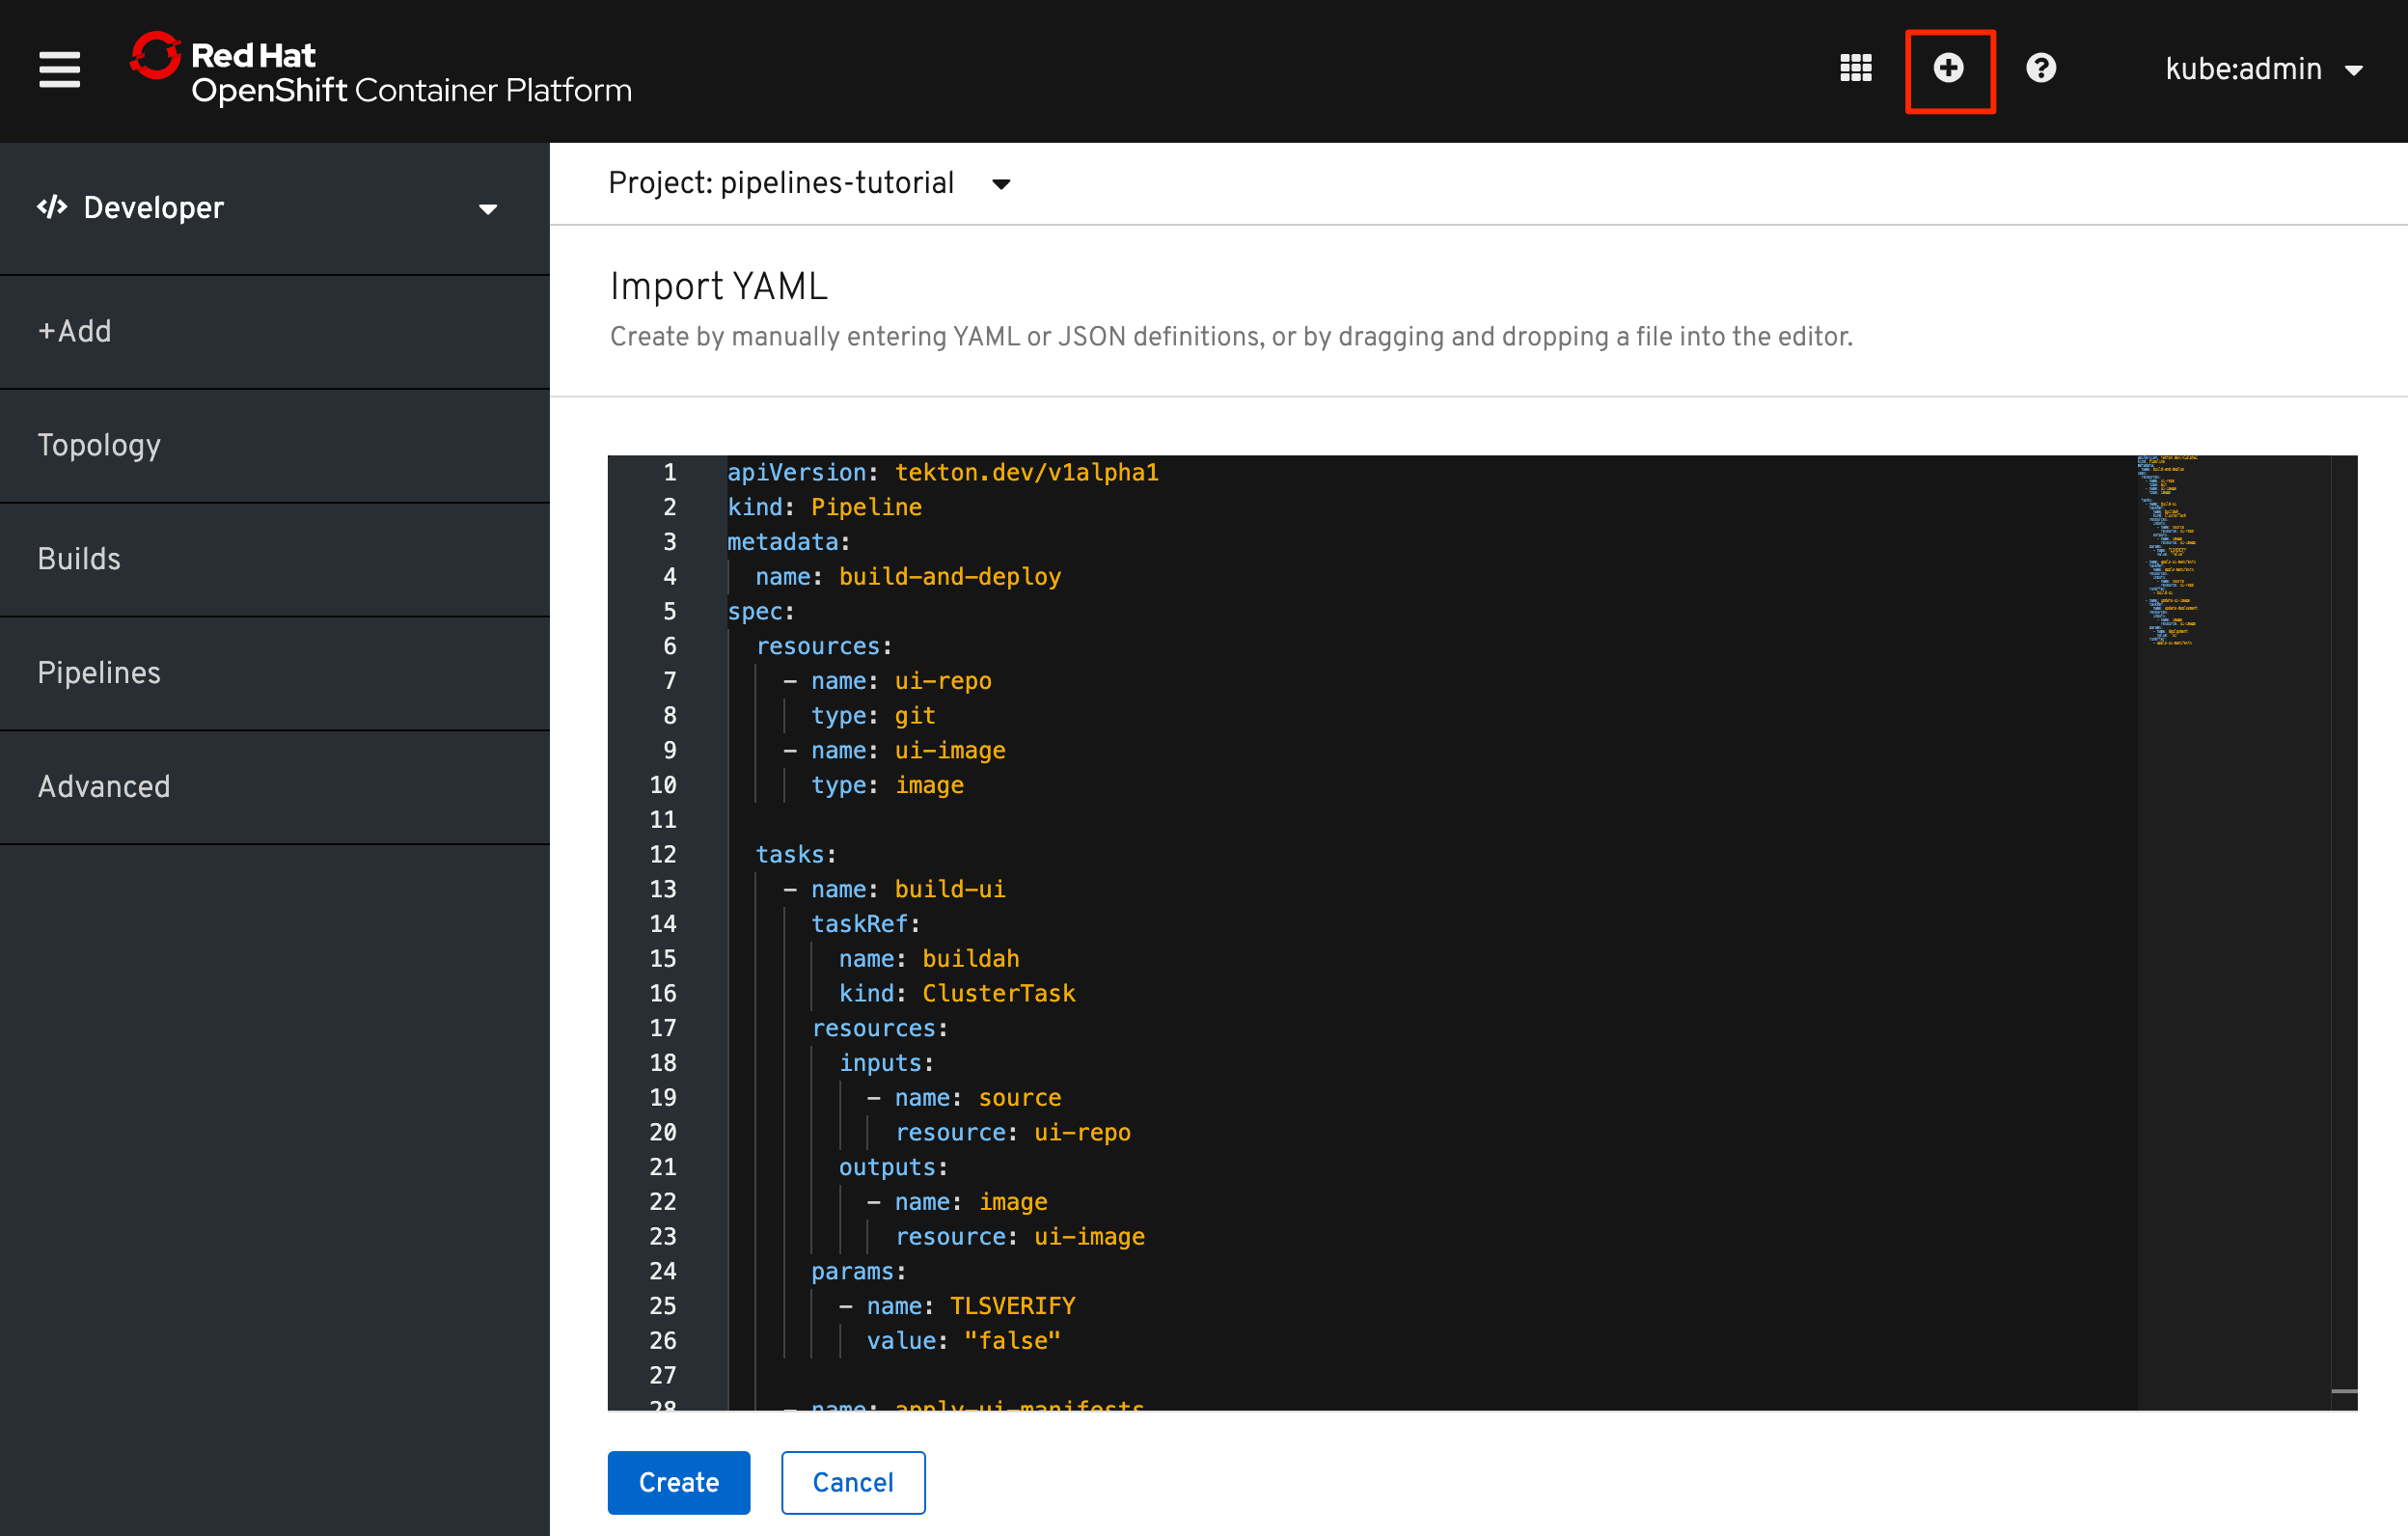 Red Hat
OpenShift Container Platform
kube:admin
Developer
+Add
Topology
Builds
Pipelines
Advanced
Project: pipelines-tutorial
Import YAML
Create by manually entering YAML or JSON definitions, or by dragging and dropping a file into the editor.
1 apiVersion: tekton.dev/v1alpha1
2 kind: Pipeline
3 metadata:
4   name: build-and-deploy
5 spec:
6   resources:
7     - name: ui-repo
8       type: git
9     - name: ui-image
10       type: image
11
12   tasks:
13     - name: build-ui
14       taskRef:
15         name: buildah
16         kind: ClusterTask
17       resources:
18         inputs:
19           - name: source
20             resource: ui-repo
21         outputs:
22           - name: image
23             resource: ui-image
24       params:
25         - name: TLSVERIFY
26           value: "false"
27
28     - name: apply-ui-manifests
Create
Cancel